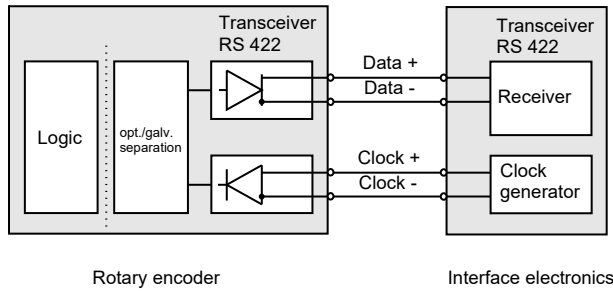 Transceiver
RS 422
Transceiver
RS 422
Data +
Data -
Receiver
Logic
opt./galv.
separation
Clock +
Clock -
Clock
generator
Rotary encoder
Interface electronics